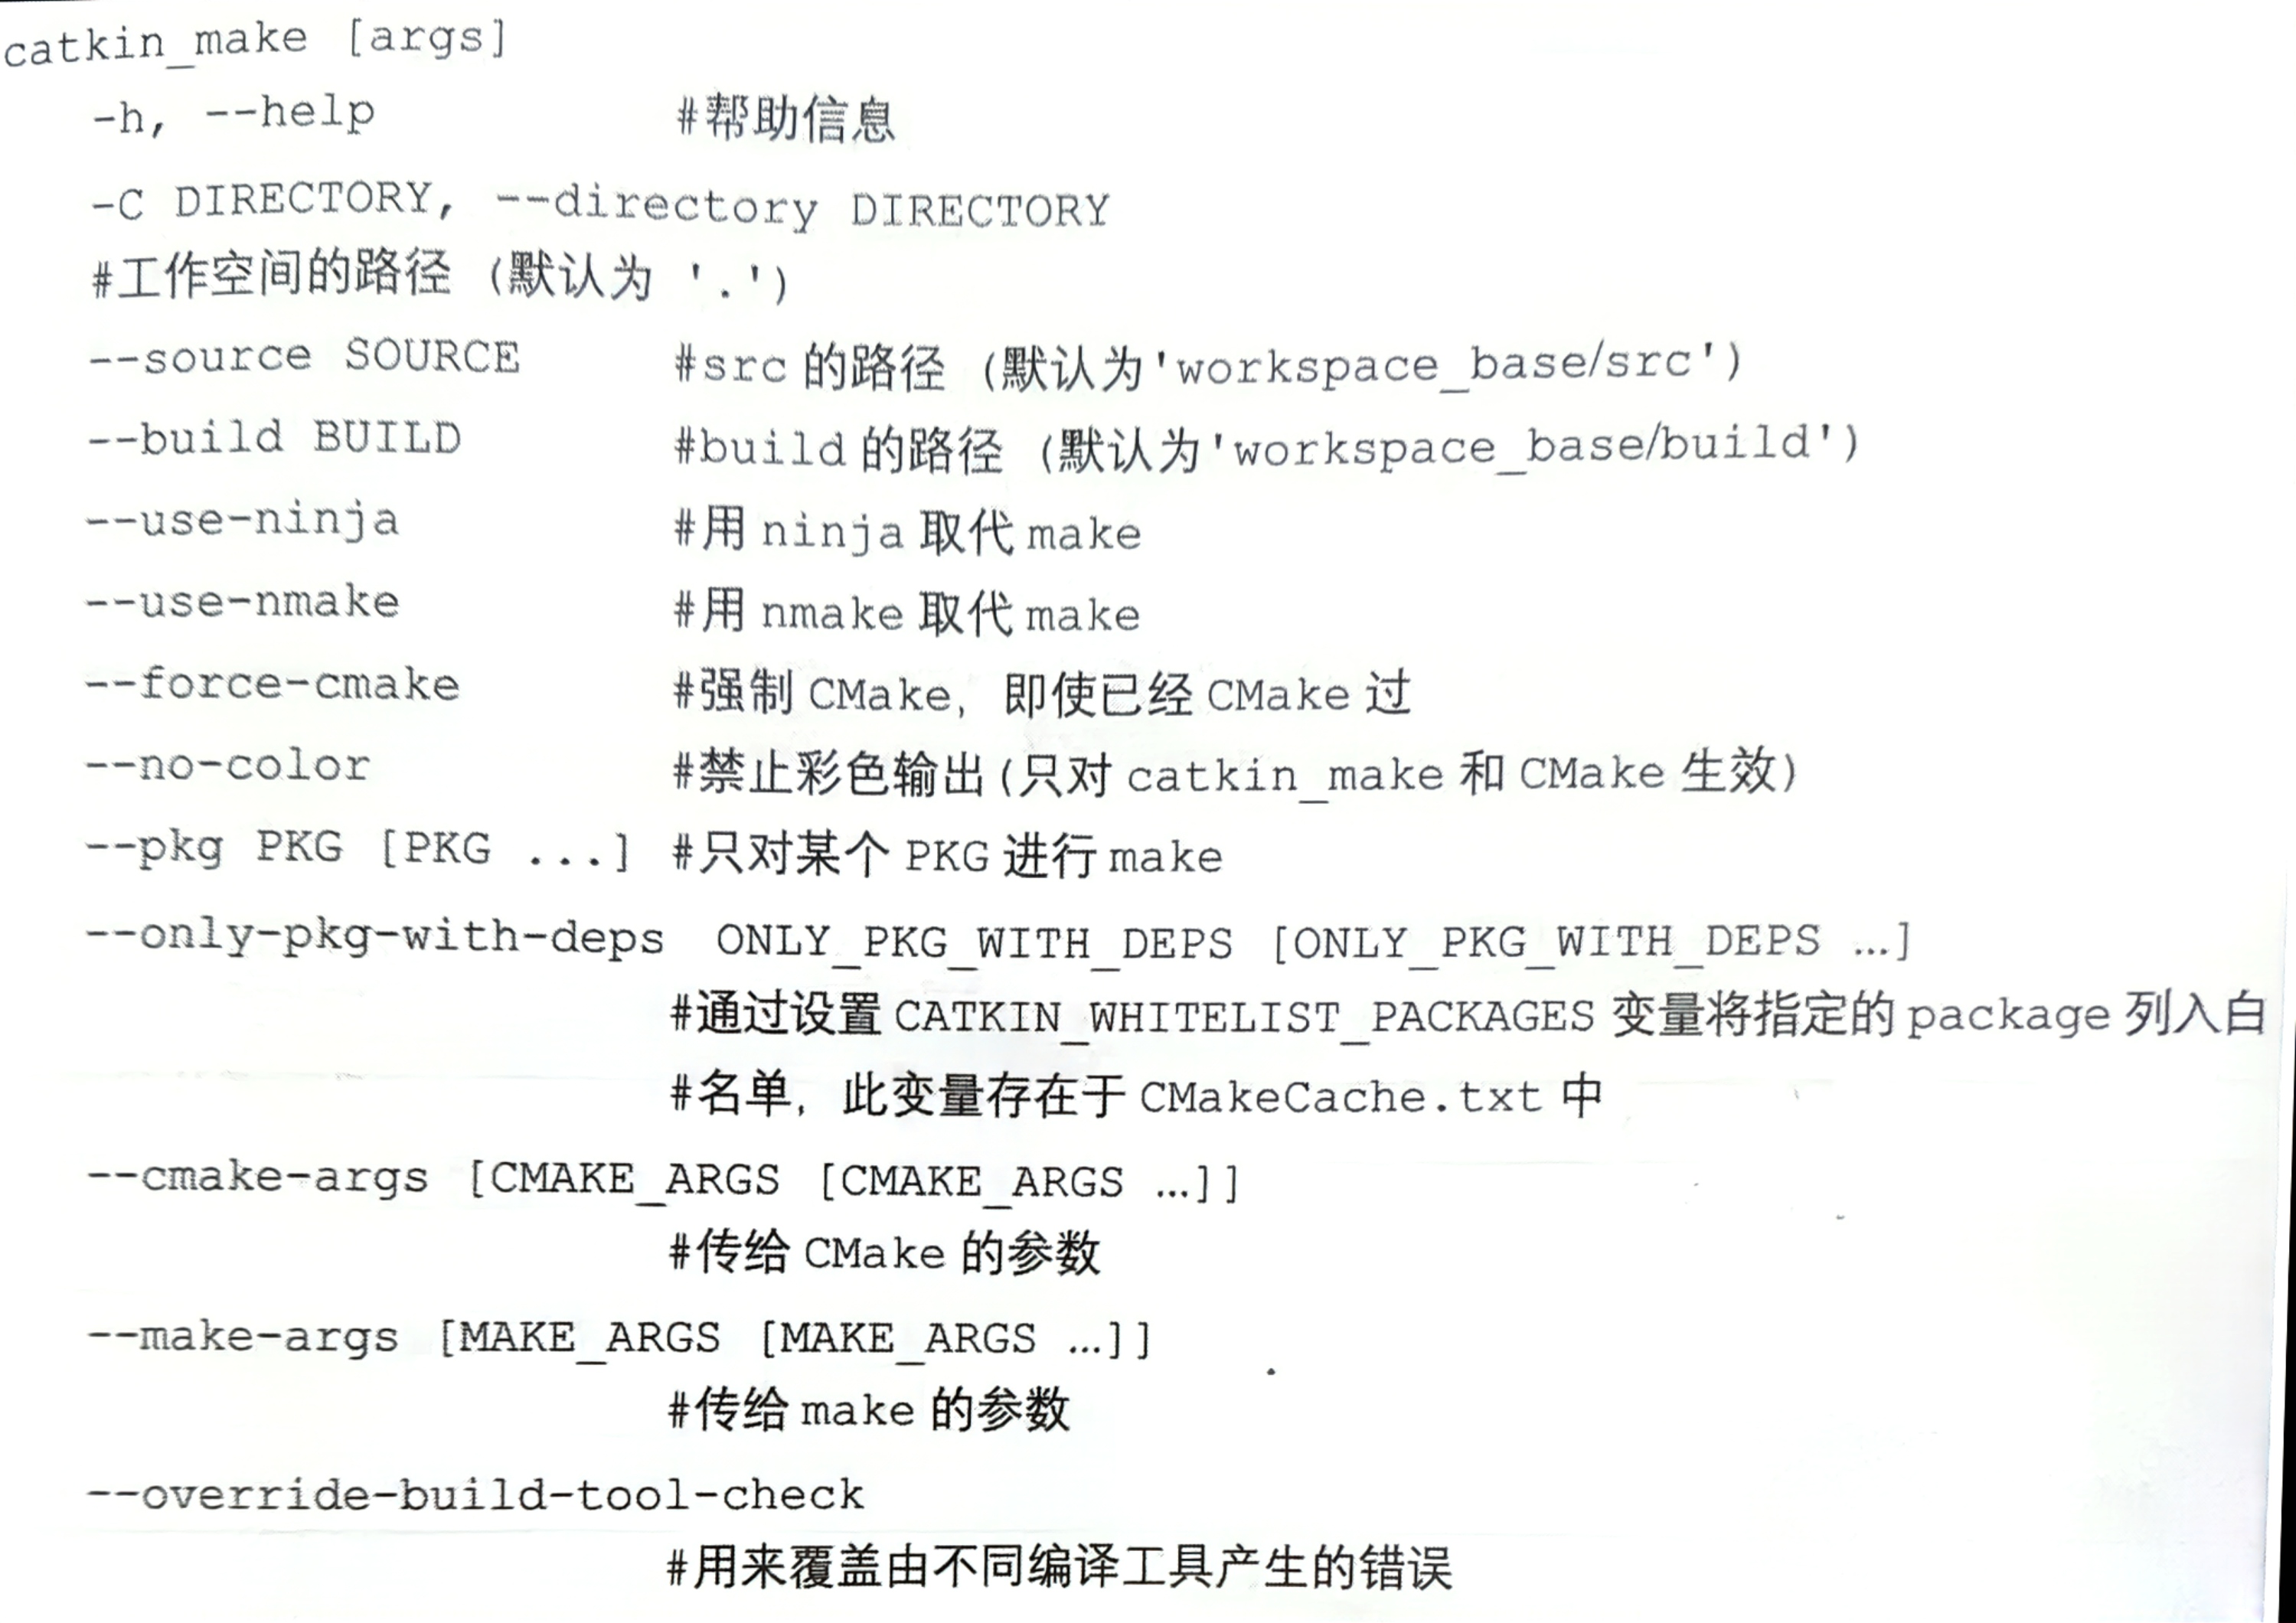 catkin_make [args]
-h, --help #帮助信息
-C DIRECTORY, --directory DIRECTORY
#工作空间的路径 (默认为 '.')
--source SOURCE #src 的路径 (默认为'workspace_base/src')
--build BUILD #build 的路径 (默认为'workspace_base/build')
--use-ninja #用 ninja 取代 make
--use-nmake #用 nmake 取代 make
--force-cmake #强制 CMake, 即使已经 CMake 过
--no-color #禁止彩色输出(只对 catkin_make 和 CMake 生效)
--pkg PKG [PKG ...] #只对某个 PKG 进行 make
--only-pkg-with-deps ONLY_PKG_WITH_DEPS [ONLY_PKG_WITH_DEPS …]
#通过设置 CATKIN_WHITELIST_PACKAGES 变量将指定的 package 列入白
#名单, 此变量存在于 CMakeCache.txt 中
--cmake-args [CMAKE_ARGS [CMAKE_ARGS …]]
#传给 CMake 的参数
--make-args [MAKE_ARGS [MAKE_ARGS …]]
#传给 make 的参数
--override-build-tool-check
#用来覆盖由不同编译工具产生的错误